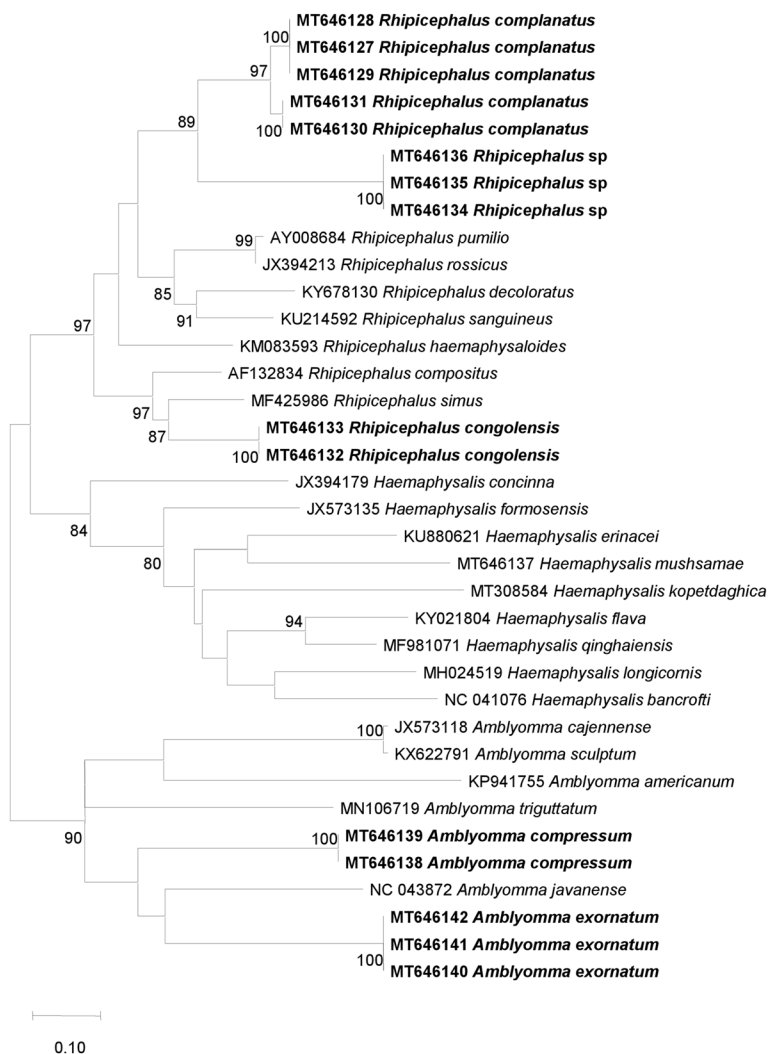 MT646128 Rhipicephalus complanatus
100
MT646127 Rhipicephalus complanatus
97
MT646129 Rhipicephalus complanatus
MT646131 Rhipicephalus complanatus
89
100
MT646130 Rhipicephalus complanatus
MT646136 Rhipicephalus sp
MT646135 Rhipicephalus sp
100
MT646134 Rhipicephalus sp
99
AY008684 Rhipicephalus pumilio
JX394213 Rhipicephalus rossicus
85
KY678130 Rhipicephalus decoloratus
91
KU214592 Rhipicephalus sanguineus
97
KM083593 Rhipicephalus haemaphysaloides
AF132834 Rhipicephalus compositus
97
MF425986 Rhipicephalus simus
87
MT646133 Rhipicephalus congolensis
100
MT646132 Rhipicephalus congolensis
JX394179 Haemaphysalis concinna
84
JX573135 Haemaphysalis formosensis
80
KU880621 Haemaphysalis erinacei
MT646137 Haemaphysalis mushsamae
MT308584 Haemaphysalis kopetdaghica
94
KY021804 Haemaphysalis flava
MF981071 Haemaphysalis qinghaiensis
MH024519 Haemaphysalis longicornis
NC 041076 Haemaphysalis bancrofti
100
JX573118 Amblyomma cajennense
KX622791 Amblyomma sculptum
KP941755 Amblyomma americanum
MN106719 Amblyomma triguttatum
90
100
MT646139 Amblyomma compressum
MT646138 Amblyomma compressum
NC 043872 Amblyomma javanense
MT646142 Amblyomma exornatum
MT646141 Amblyomma exornatum
100
MT646140 Amblyomma exornatum
0.10